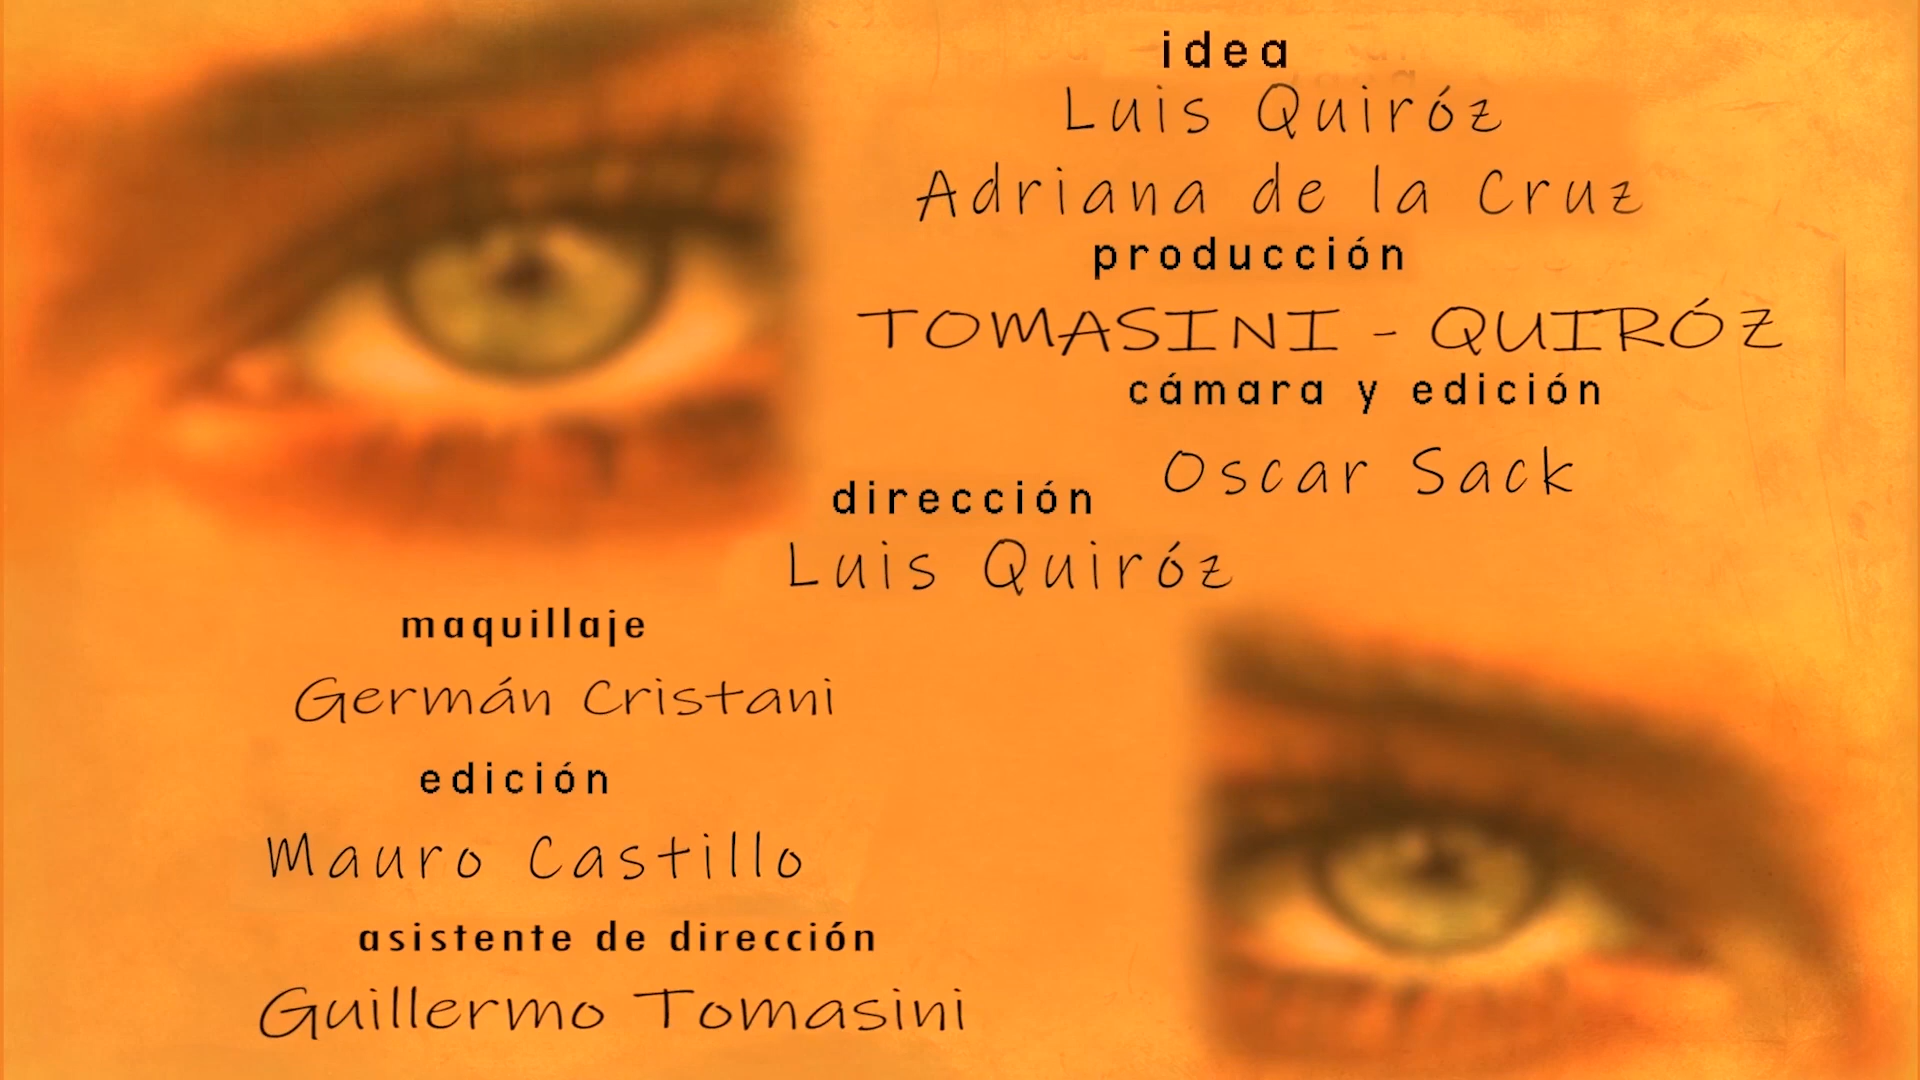 idea
Luis Quiróz
Adriana de la Cruz
producción
TOMASINI - QUIRÓZ
cámara y edición
Oscar Sack
dirección
Luis Quiróz
maquillaje
Germán Cristani
edición
Mauro Castillo
asistente de dirección
Guillermo Tomasini